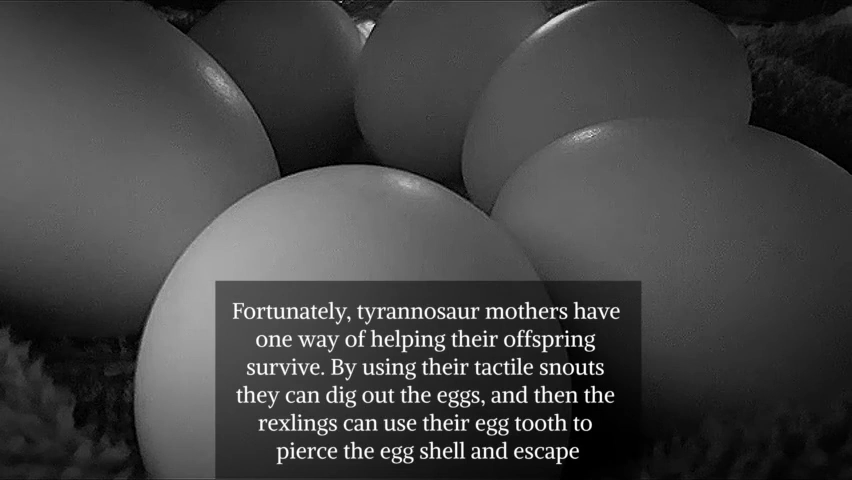 Fortunately, tyrannosaur mothers have
one way of helping their offspring
survive. By using their tactile snouts
they can dig out the eggs, and then the
rexlings can use their egg tooth to
pierce the egg shell and escape